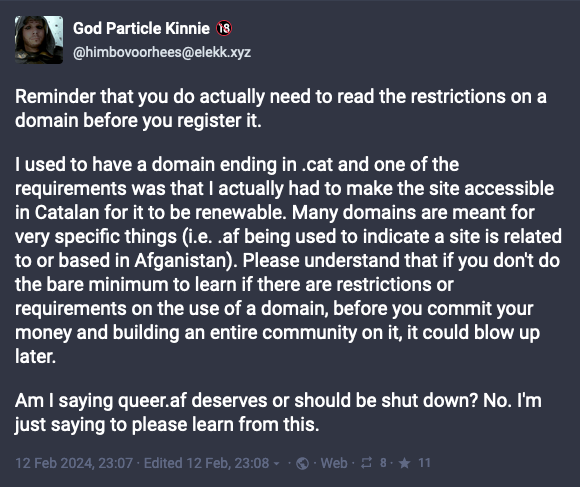 God Particle Kinnie 🔞
@himbovoorhees@elekk.xyz
Reminder that you do actually need to read the restrictions on a
domain before you register it.
I used to have a domain ending in .cat and one of the
requirements was that I actually had to make the site accessible
in Catalan for it to be renewable. Many domains are meant for
very specific things (i.e. .af being used to indicate a site is related
to or based in Afganistan). Please understand that if you don't do
the bare minimum to learn if there are restrictions or
requirements on the use of a domain, before you commit your
money and building an entire community on it, it could blow up
later.
Am I saying queer.af deserves or should be shut down? No. I'm
just saying to please learn from this.
12 Feb 2024, 23:07 · Edited 12 Feb, 23:08 · Web · 8 · 11